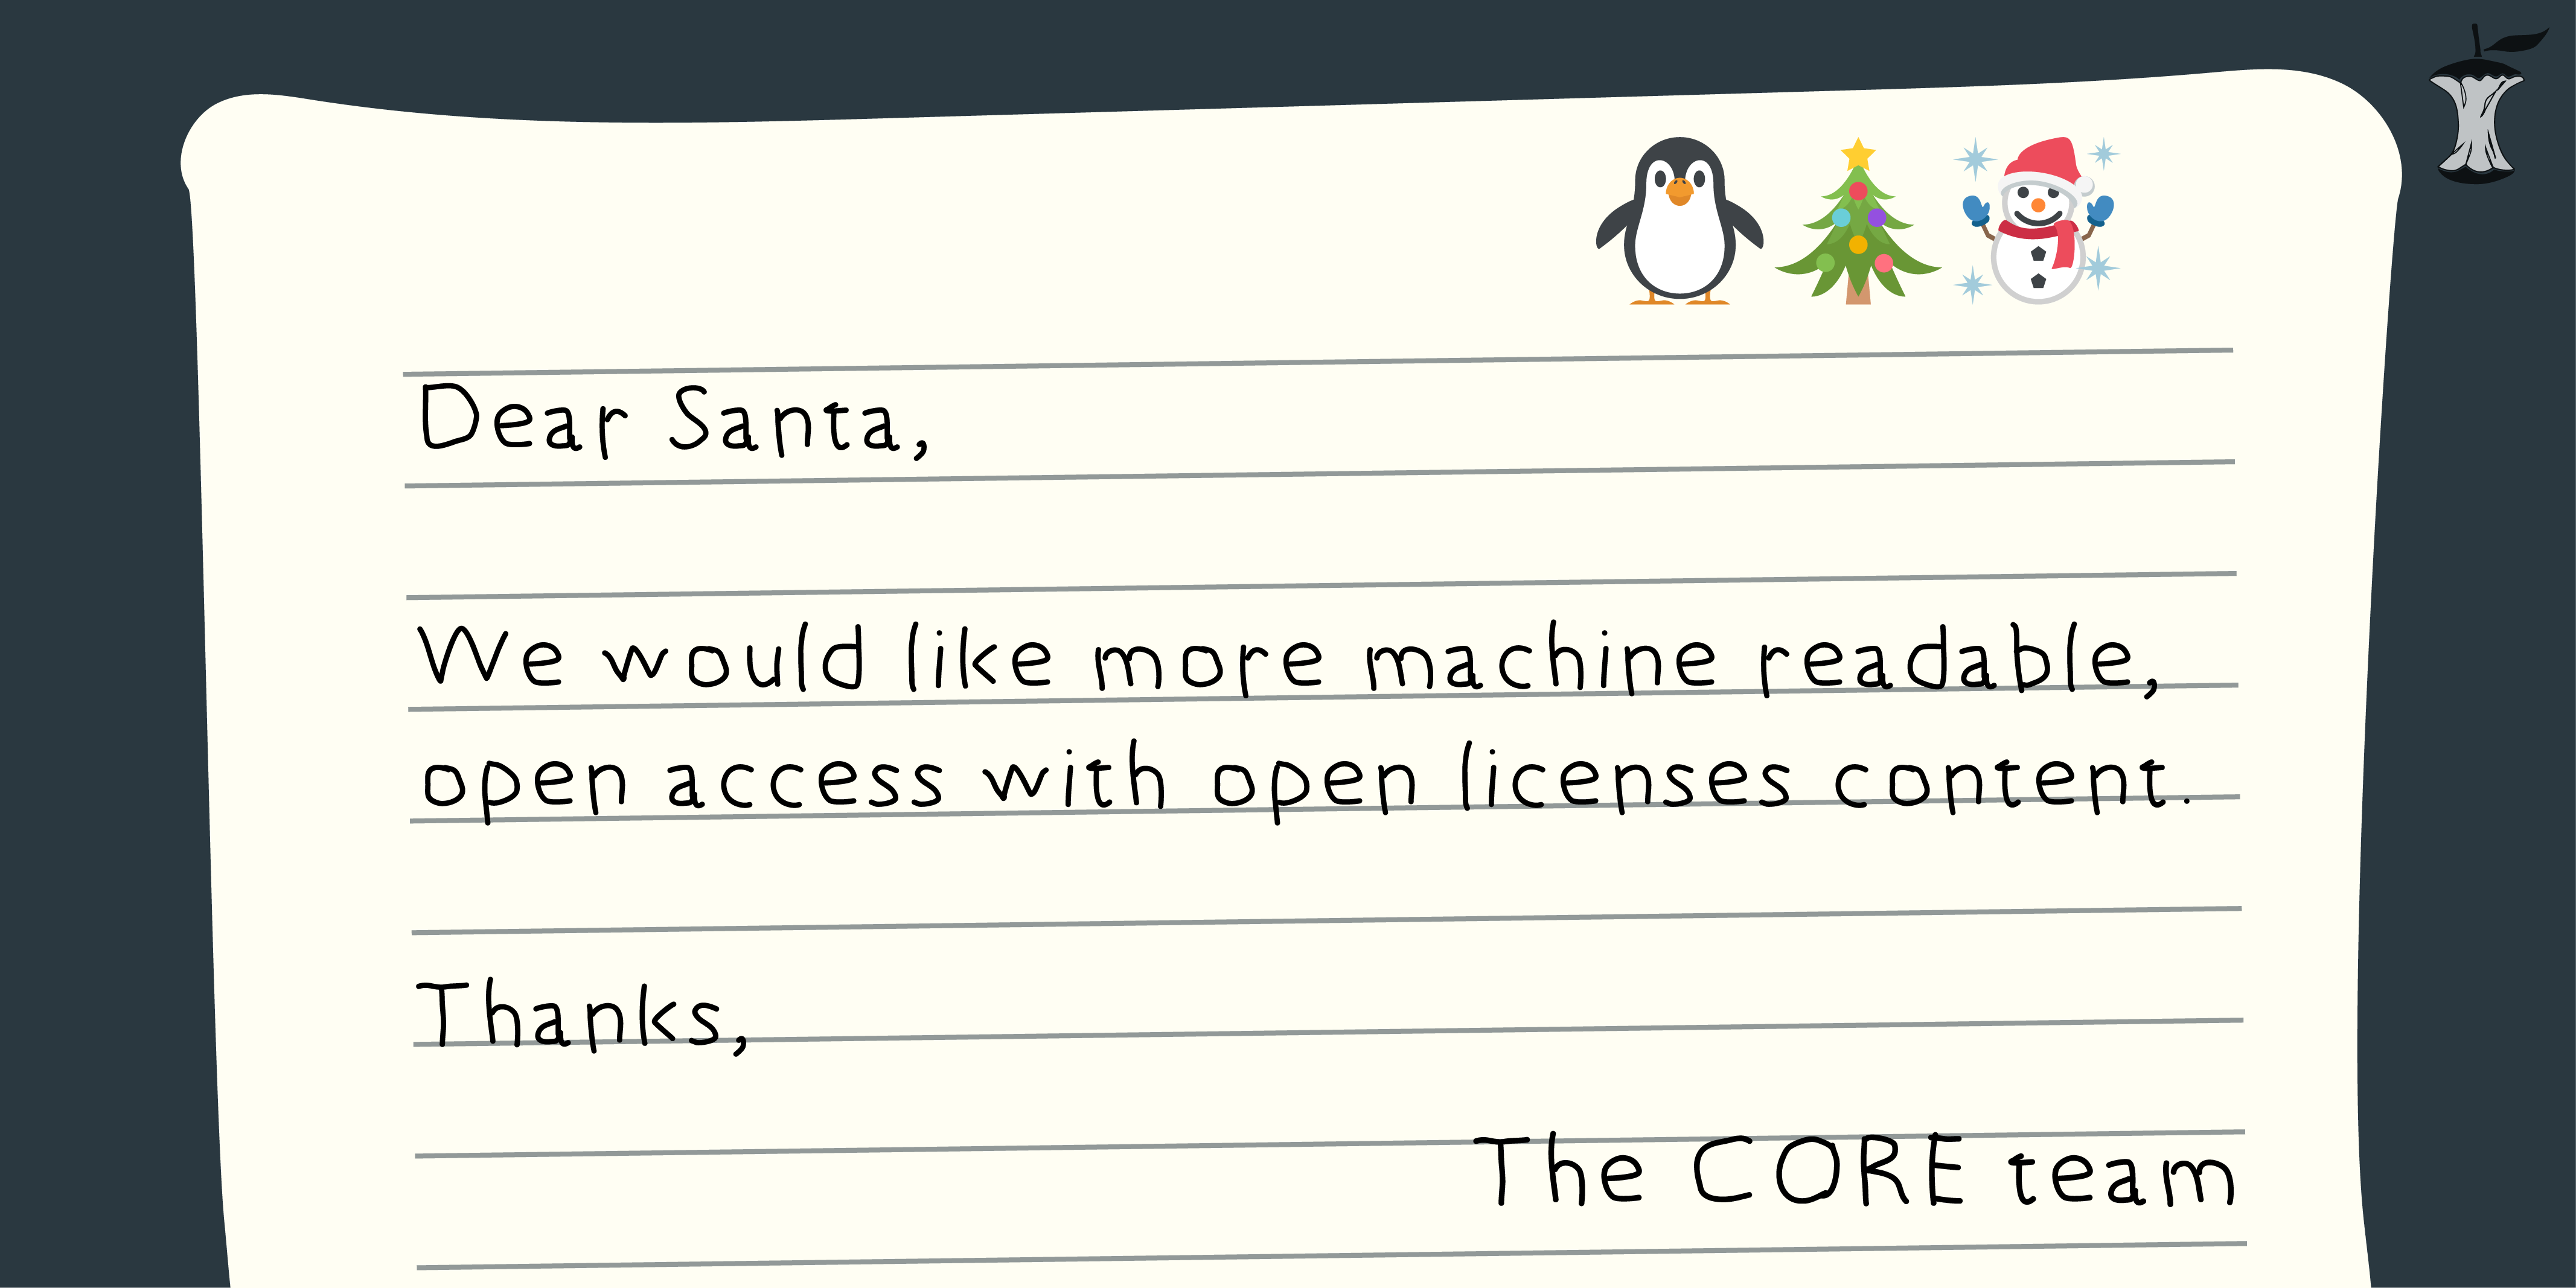 Dear Santa,
We would like more machine readable,
open access with open licenses content.
Thanks,
The CORE team